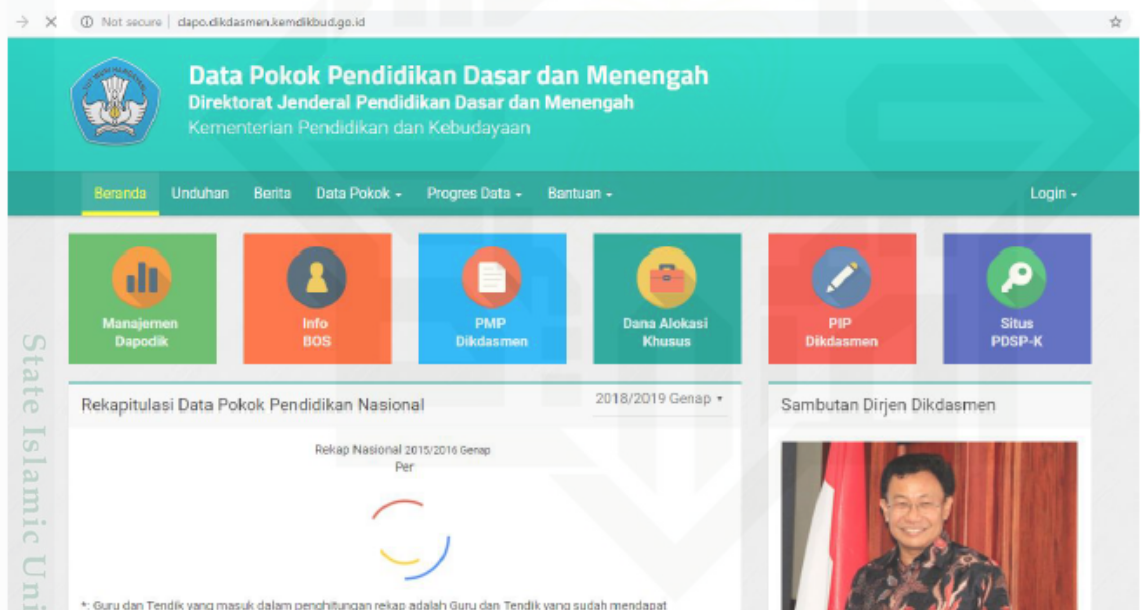 Not secure | dapo.dikdasmen.kemdikbud.go.id
Data Pokok Pendidikan Dasar dan Menengah
Direktorat Jenderal Pendidikan Dasar dan Menengah
Kementerian Pendidikan dan Kebudayaan
Beranda Unduhan Berita Data Pokok Progres Data Bantuan Login
Manajemen
Dapodik
Info
BOS
PMP
Dikdasmen
Dana Alokasi
Khusus
PIP
Dikdasmen
Situs
PDSP-K
Rekapitulasi Data Pokok Pendidikan Nasional 2018/2019 Genap
Sambutan Dirjen Dikdasmen
Rekap Nasional 2015/2016 Genap
Per
*: Guru dan Tendik yang masuk dalam penghitungan rekap adalah Guru dan Tendik yang sudah mendapat
State Islamic Uni